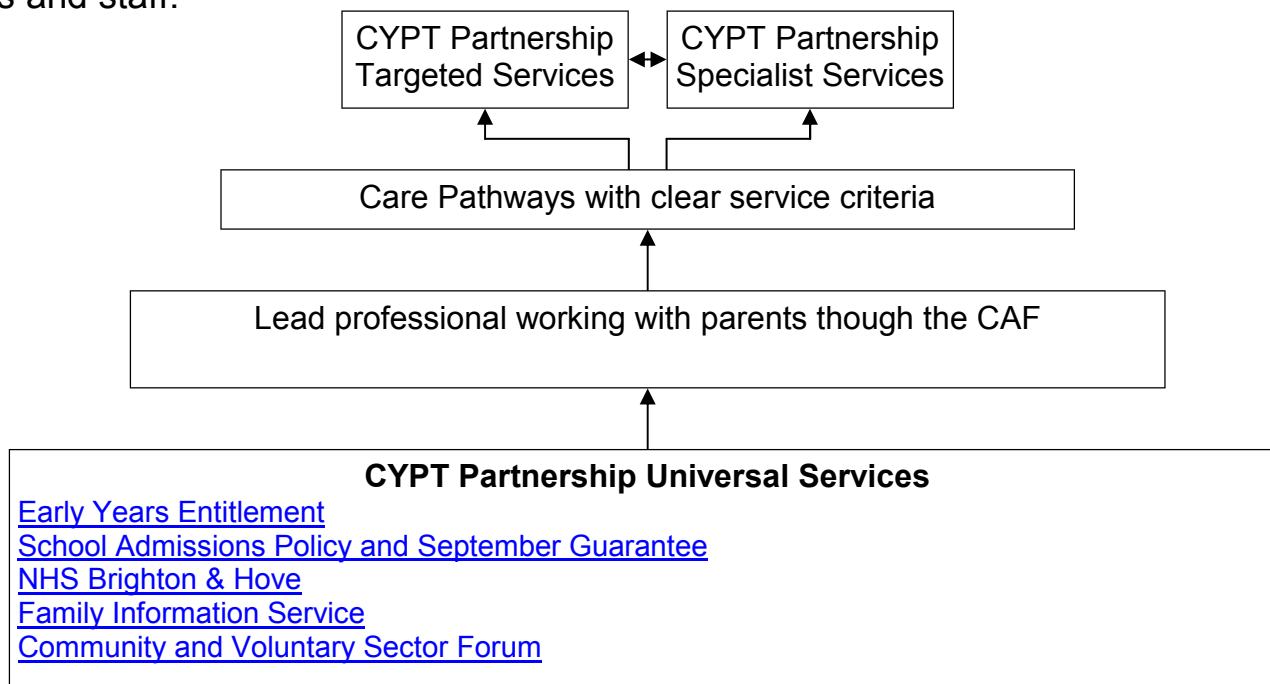 s and staff.
CYPT Partnership
Targeted Services
CYPT Partnership
Specialist Services
Care Pathways with clear service criteria
Lead professional working with parents though the CAF
CYPT Partnership Universal Services
Early Years Entitlement
School Admissions Policy and September Guarantee
NHS Brighton & Hove
Family Information Service
Community and Voluntary Sector Forum